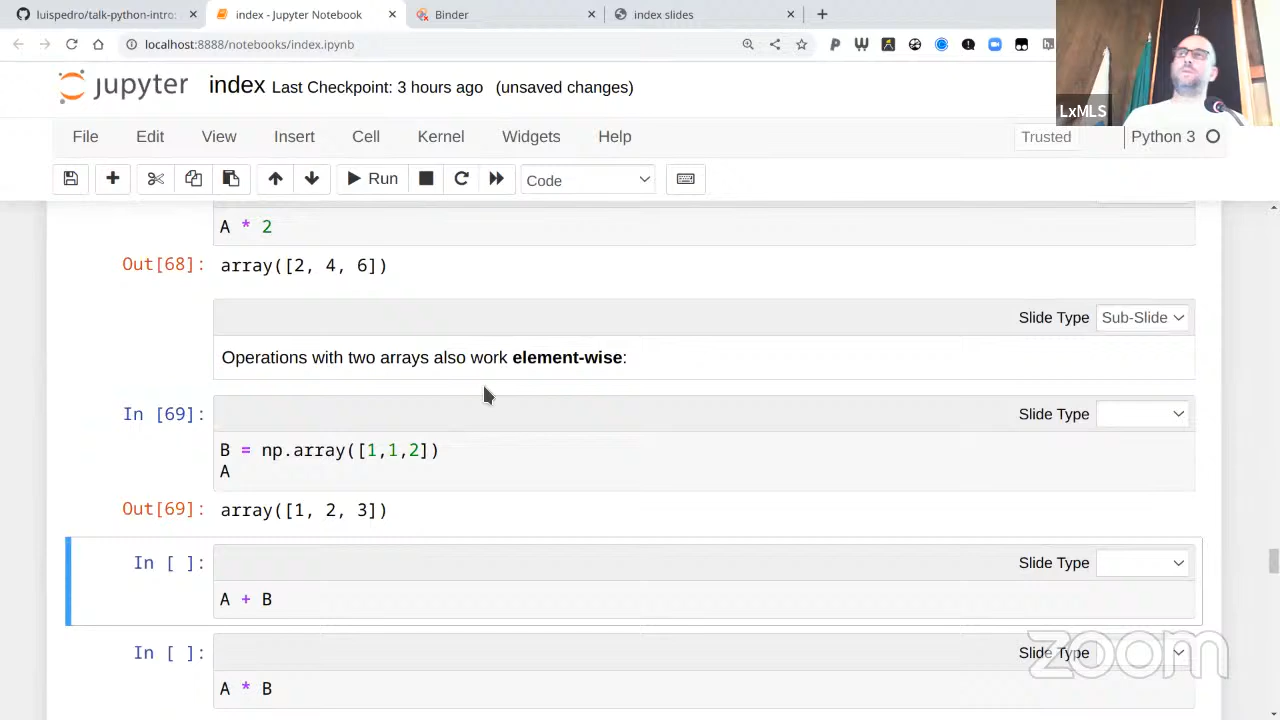 luispedro/talk-python-intro:
index - Jupyter Notebook
Binder
index slides
localhost:8888/notebooks/index.ipynb
jupyter index Last Checkpoint: 3 hours ago (unsaved changes)
LxMLS
File Edit View Insert Cell Kernel Widgets Help
Trusted Python 3
Run Code
A * 2
Out[68]: array([2, 4, 6])
Slide Type Sub-Slide
Operations with two arrays also work element-wise:
In [69]: Slide Type
B = np.array([1,1,2])
A
Out[69]: array([1, 2, 3])
In [ ]: Slide Type
A + B
In [ ]: Slide Type
zoom
A * B